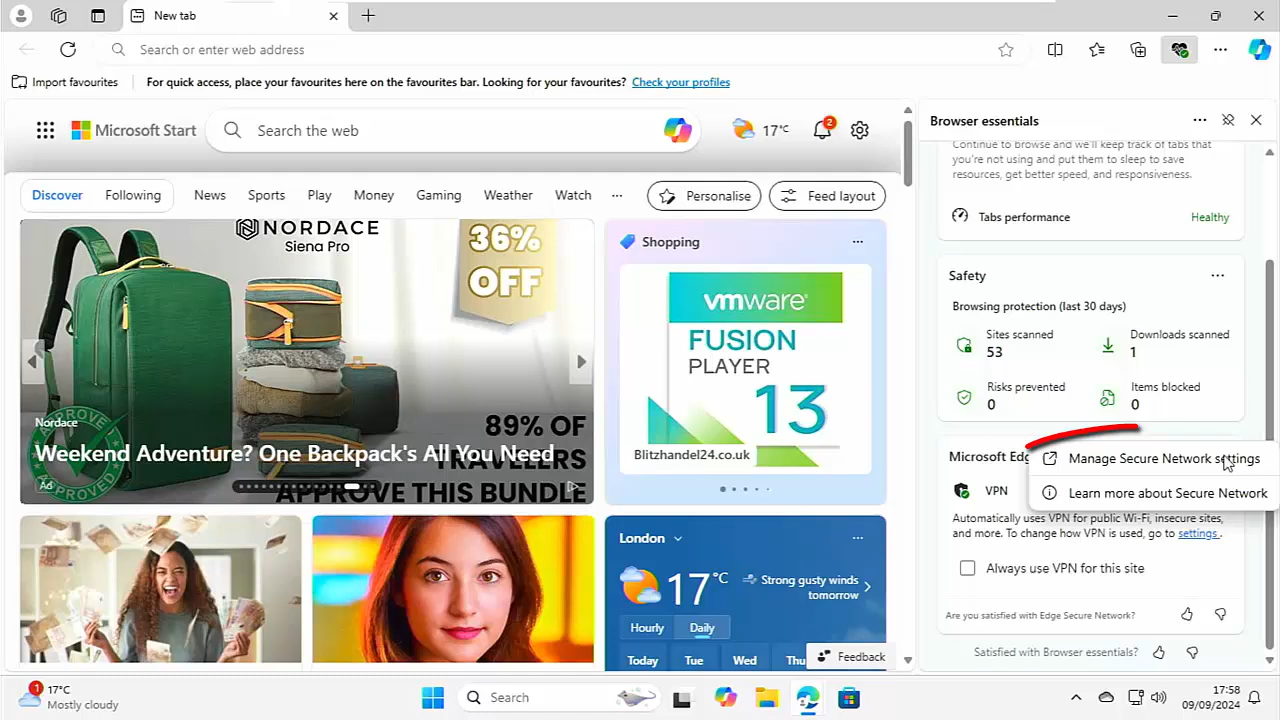 New tab
Search or enter web address
Import favourites
For quick access, place your favourites here on the favourites bar. Looking for your favourites? Check your profiles
Microsoft Start
Search the web
17°C
2
Discover
Following
News
Sports
Play
Money
Gaming
Weather
Watch
Personalise
Feed layout
NORDACE
Siena Pro
36%
OFF
89% OF
TRAVELERS
APPROVE THIS BUNDLE
APPROVE
Nordace
Weekend Adventure? One Backpack's All You Need
Ad
Shopping
vmware®
FUSION
PLAYER
13
Blitzhandel24.co.uk
London
17°C
Strong gusty winds
tomorrow
Hourly
Daily
Today
Tue
Wed
Thu
Feedback
Browser essentials
Continue to browse and we'll keep track of tabs that
you're not using and put them to sleep to save
resources, get better speed, and responsiveness.
Tabs performance
Healthy
Safety
Browsing protection (last 30 days)
Sites scanned
53
Downloads scanned
1
Risks prevented
0
Items blocked
0
Microsoft Edg
Manage Secure Network settings
Learn more about Secure Network
VPN
Automatically uses VPN for public Wi-Fi, insecure sites,
and more. To change how VPN is used, go to settings .
Always use VPN for this site
Are you satisfied with Edge Secure Network?
Satisfied with Browser essentials?
1
17°C
Mostly cloudy
Search
17:58
09/09/2024